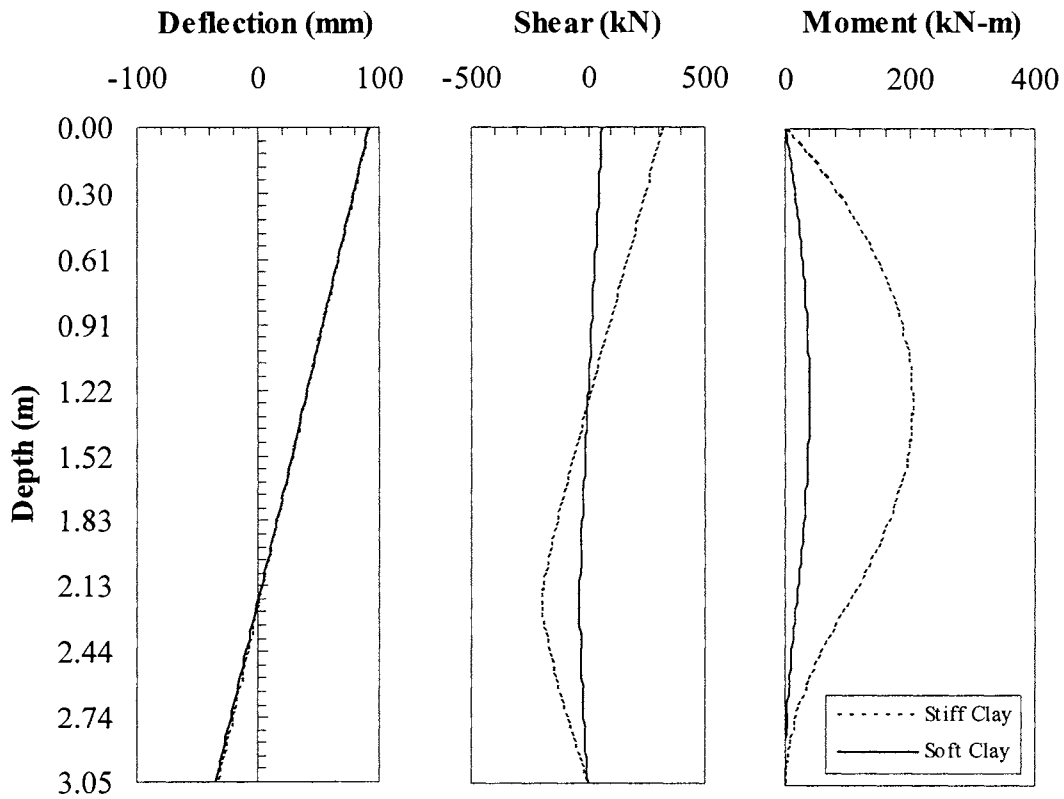 Deflection (mm) Shear (kN) Moment (kN-m)
-100 0 100 -500 0 500 0 200 400
0.00
0.30
0.61
0.91
1.22
1.52
1.83
2.13
2.44
2.74
3.05
Depth (m)
Stiff Clay
Soft Clay